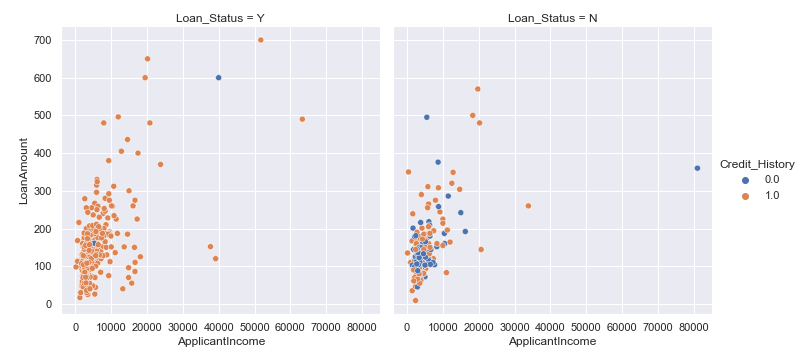 Loan_Status = Y
Loan_Status = N
700
600
500
400
300
200
100
0
LoanAmount
0 10000 20000 30000 40000 50000 60000 70000 80000
0 10000 20000 30000 40000 50000 60000 70000 80000
ApplicantIncome
ApplicantIncome
Credit_History
0.0
1.0